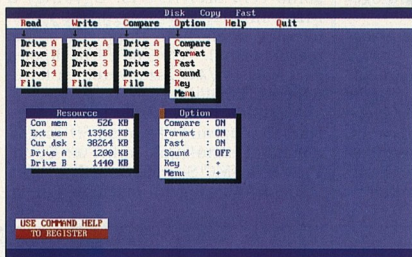 Disk Copy Fast
Read Write Compare Option Help Quit
Drive A Drive A Drive A Compare
Drive B Drive B Drive B Format
Drive 3 Drive 3 Drive 3 Fast
Drive 4 Drive 4 Drive 4 Sound
File File File Key
Menu
Resource Option
Con mem : 526 KB Compare : ON
Ext mem : 13968 KB Format : ON
Cur dsk : 38264 KB Fast : ON
Drive A : 1200 KB Sound : OFF
Drive B : 1440 KB Key : +
Menu : +
USE COMMAND HELP
TO REGISTER